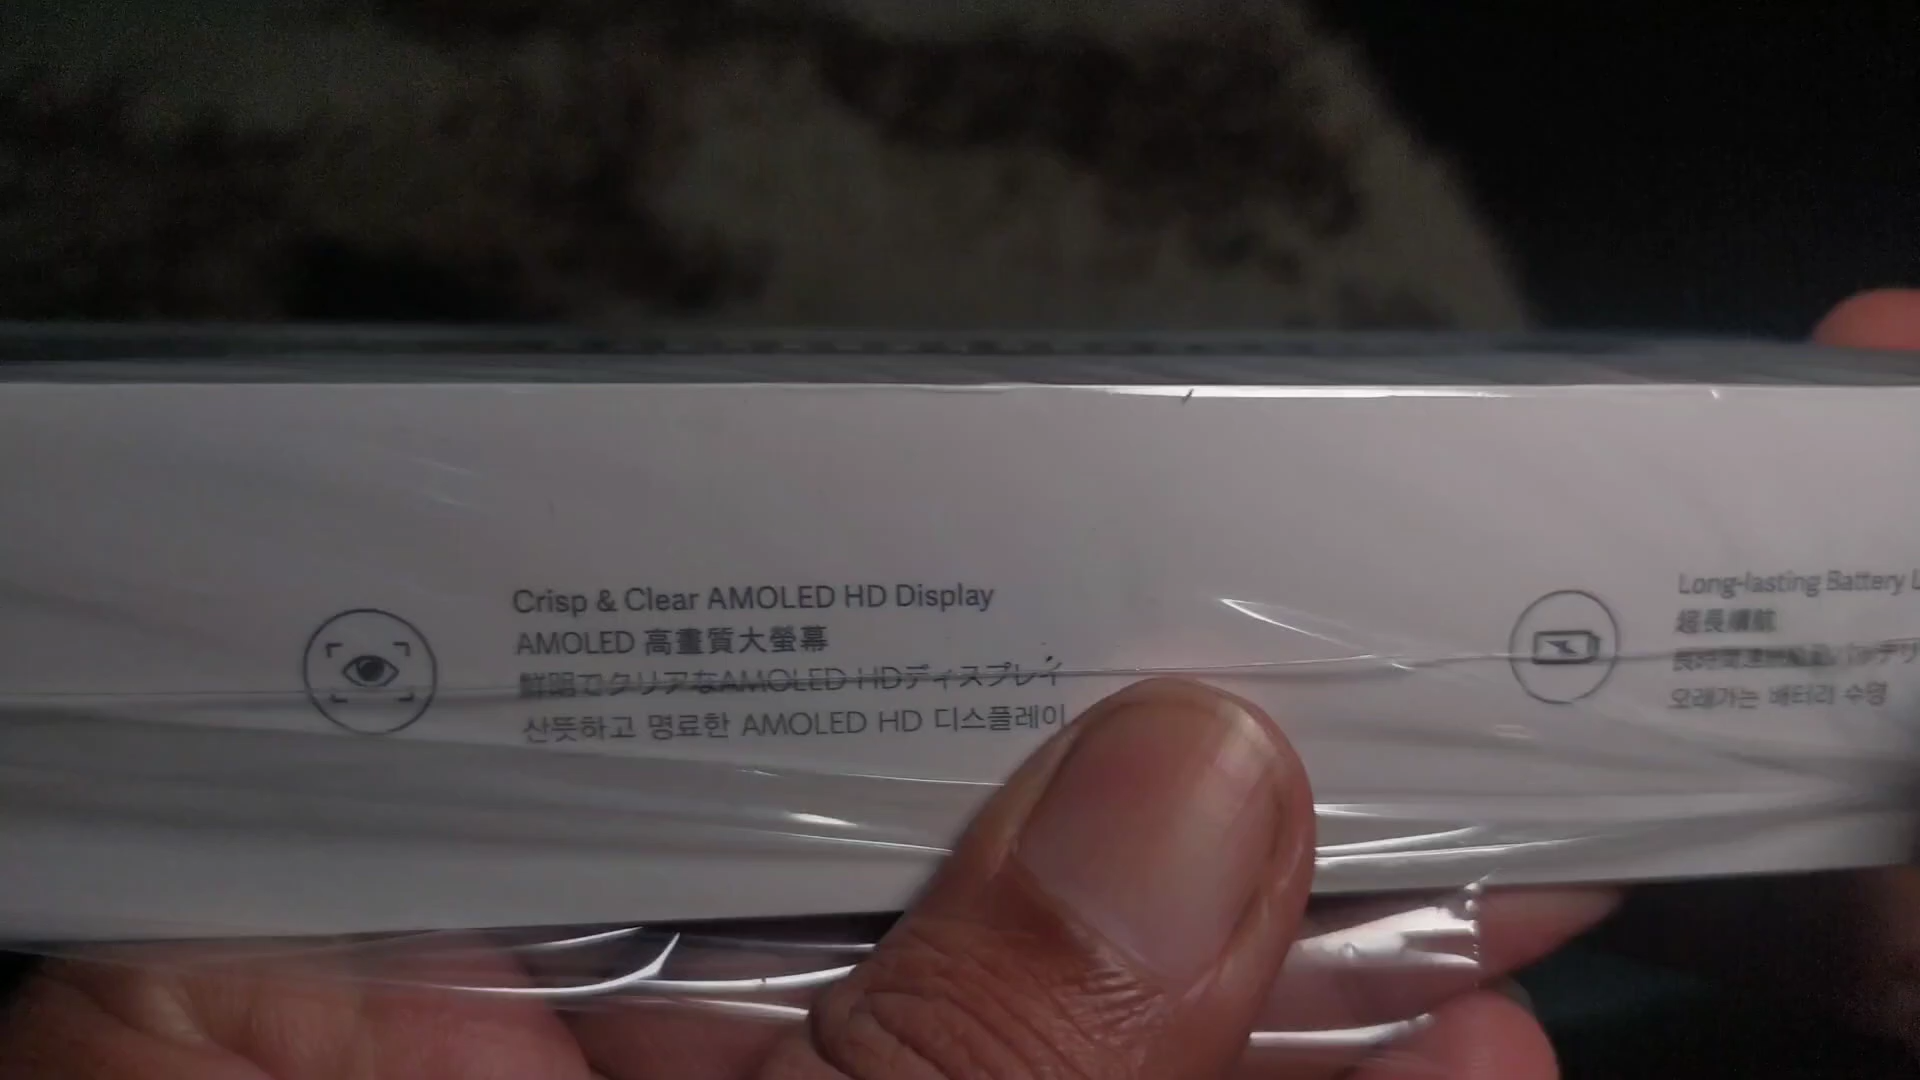 Crisp & Clear AMOLED HD Display
AMOLED 高畫質大螢幕
鮮明でクリアなAMOLED HDディスプレイ
산뜻하고 명료한 AMOLED HD 디스플레이
Long-lasting Battery
超長續航
오래가는 배터리 수명